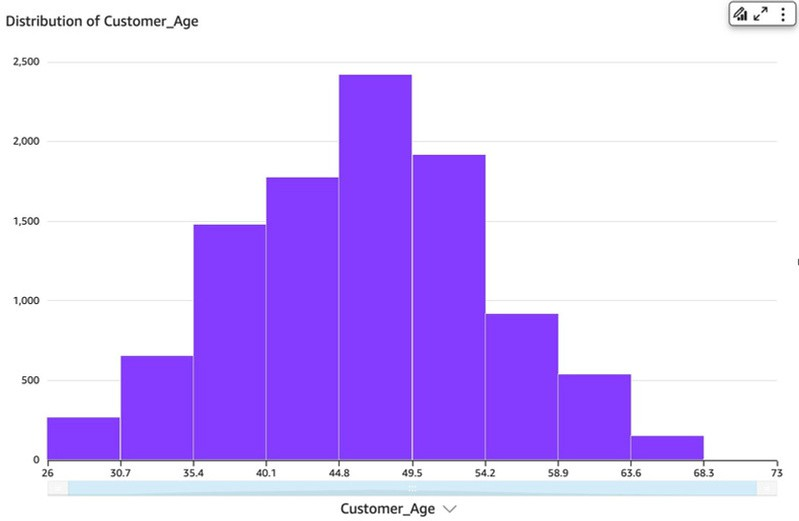 Distribution of Customer_Age
2,500
2,000
1,500
1,000
500
0
26 30.7 35.4 40.1 44.8 49.5 54.2 58.9 63.6 68.3 73
Customer_Age